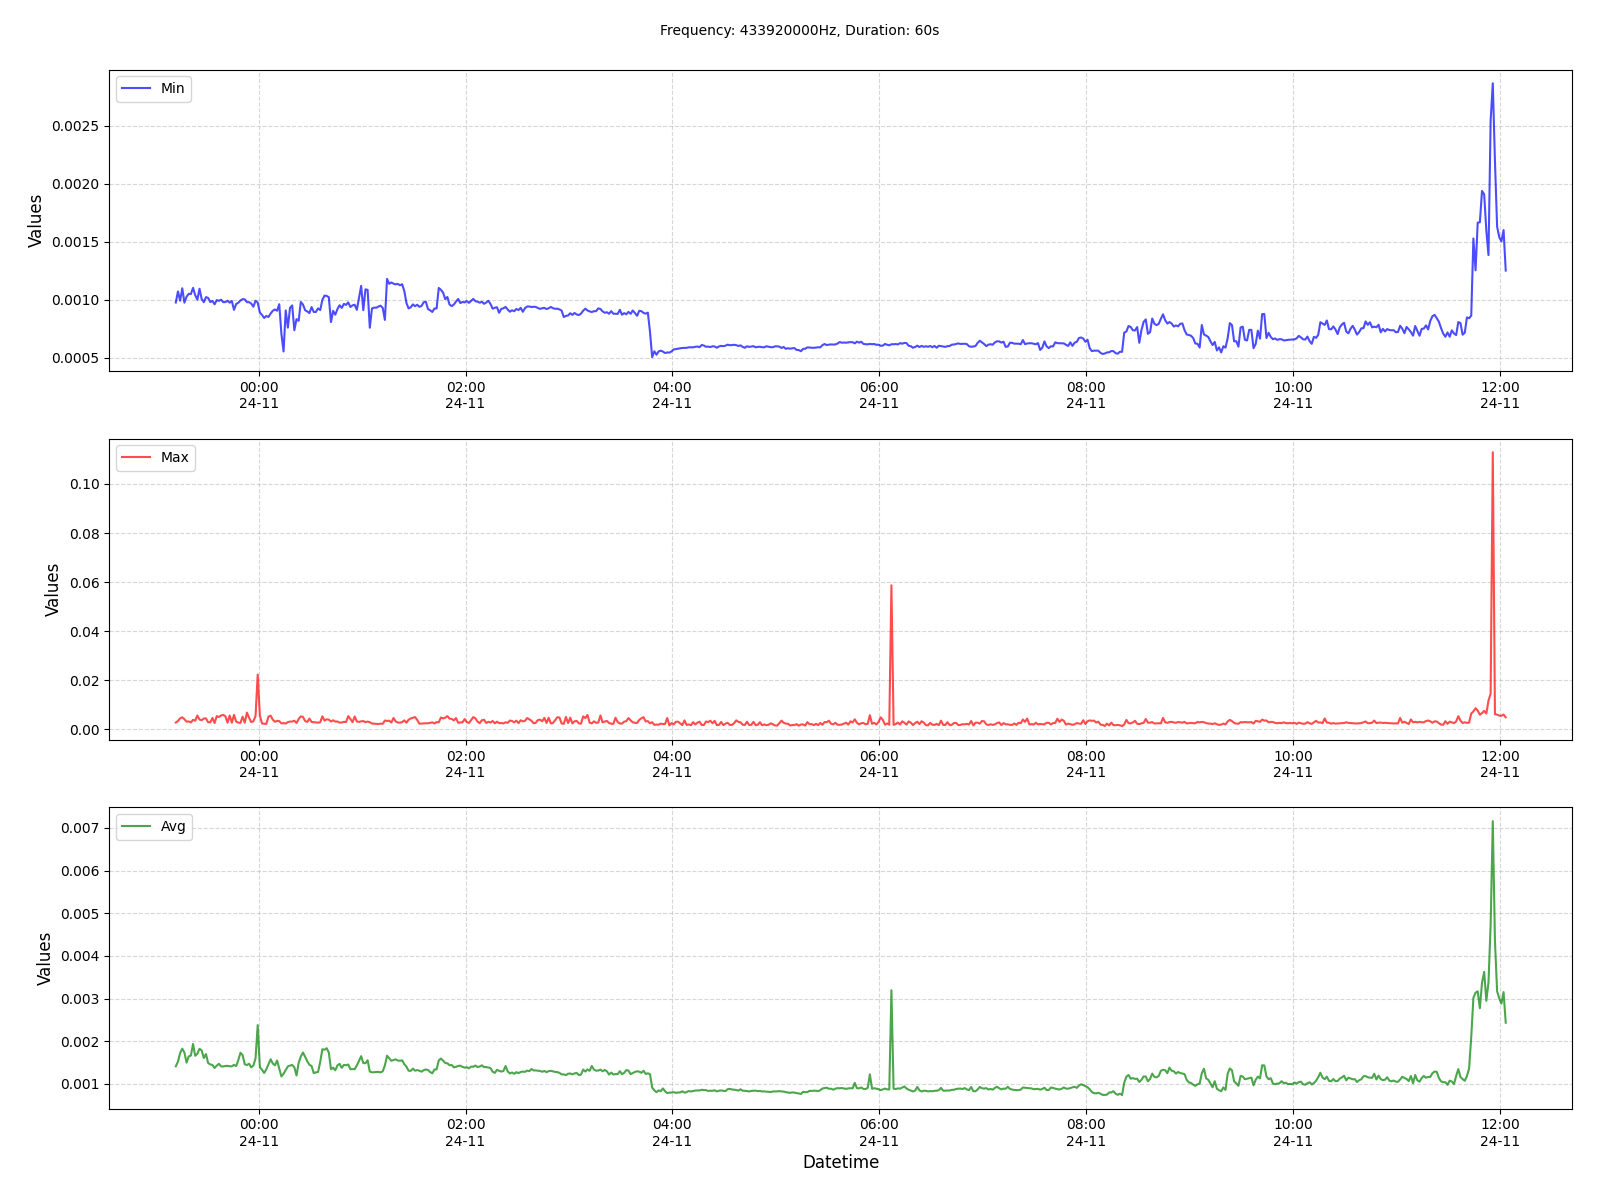 Frequency: 433920000Hz, Duration: 60s
Min
Values
0.0025
0.0020
0.0015
0.0010
0.0005
00:00 02:00 04:00 06:00 08:00 10:00 12:00
24-11 24-11 24-11 24-11 24-11 24-11 24-11
Max
Values
0.10
0.08
0.06
0.04
0.02
0.00
00:00 02:00 04:00 06:00 08:00 10:00 12:00
24-11 24-11 24-11 24-11 24-11 24-11 24-11
Avg
Values
0.007
0.006
0.005
0.004
0.003
0.002
0.001
00:00 02:00 04:00 06:00 08:00 10:00 12:00
24-11 24-11 24-11 24-11 24-11 24-11 24-11
Datetime